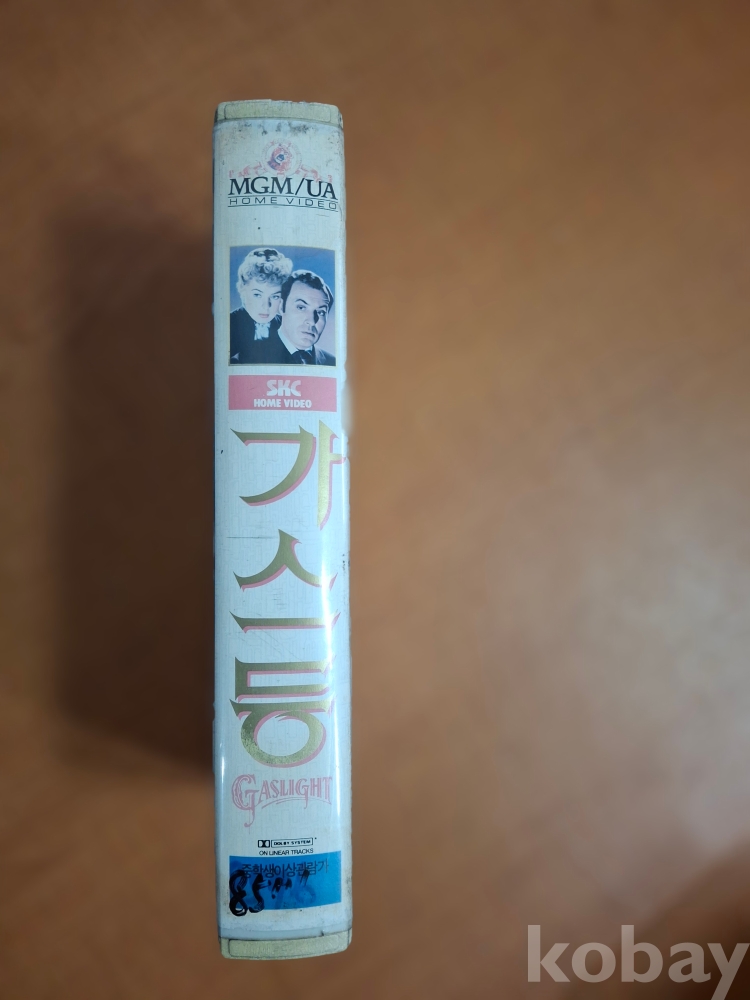 MGM/UA
HOME VIDEO
SKC
HOME VIDEO
가스등
GASLIGHT
DOLBY SYSTEM
ON LINEAR TRACKS
중학생이상관람가
kobay